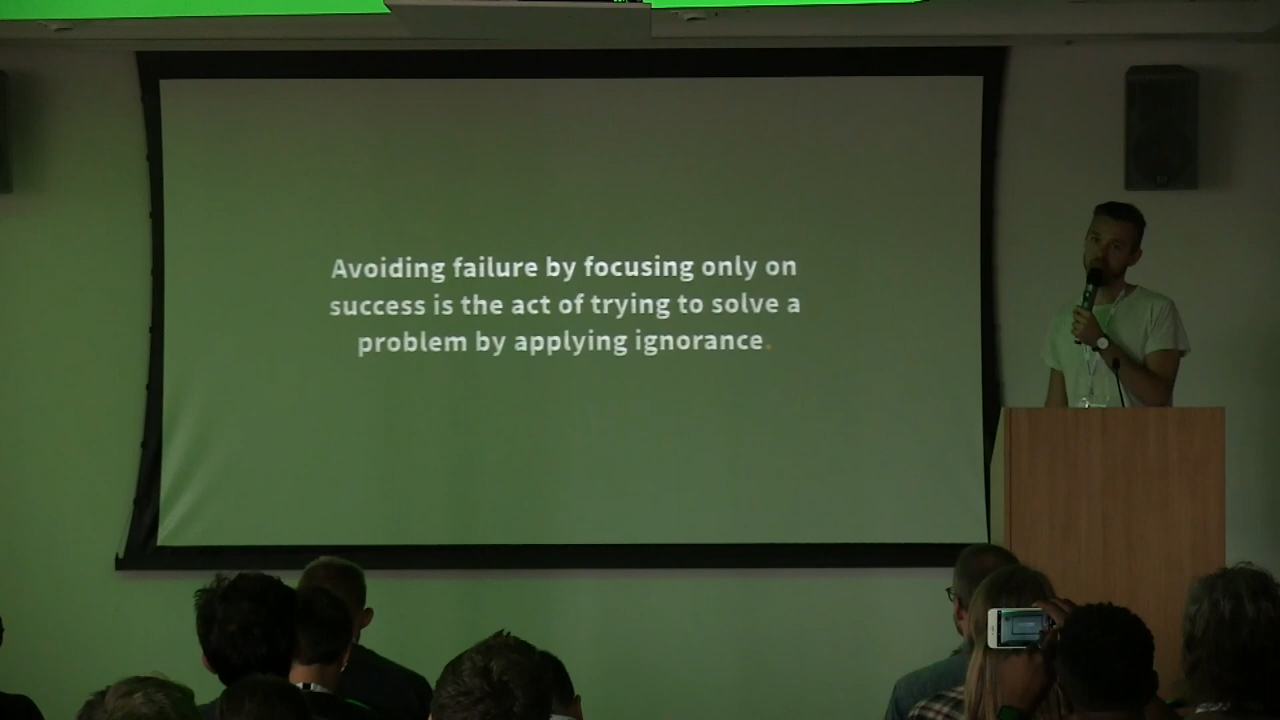 Avoiding failure by focusing only on
success is the act of trying to solve a
problem by applying ignorance.